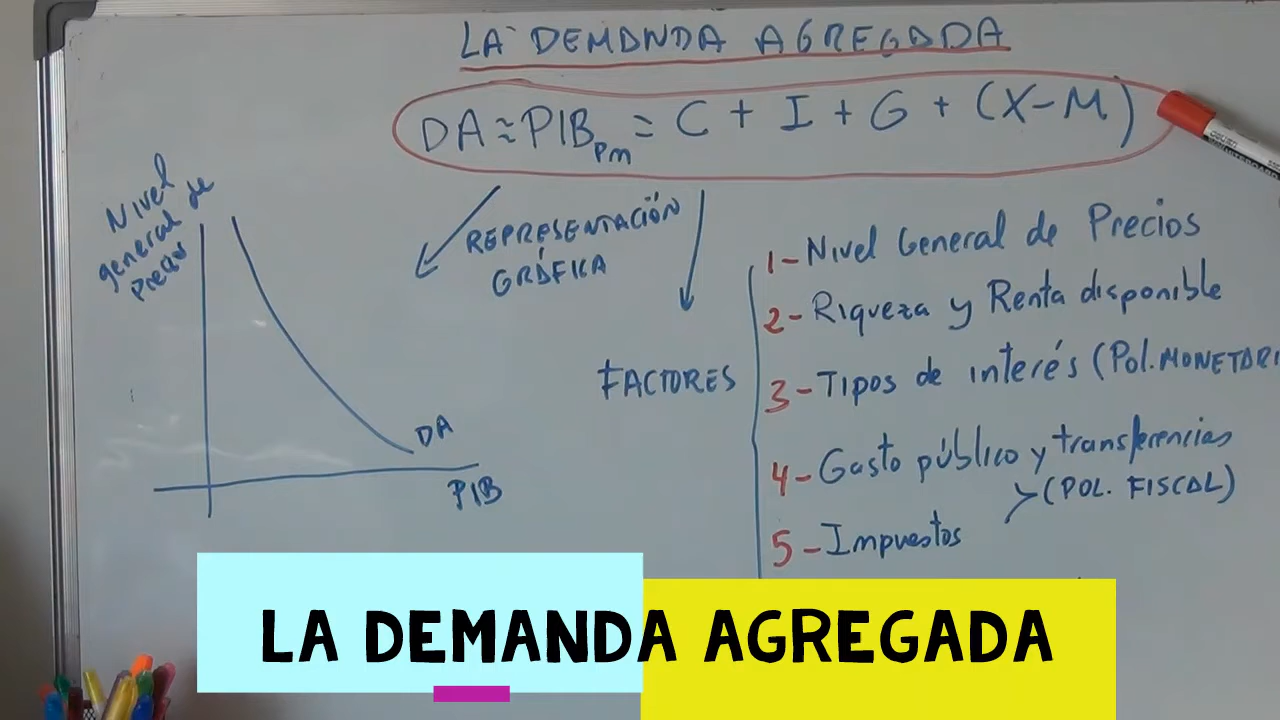 LA DEMANDA AGREGADA
DA ≈ PIBpm = C + I + G + (X-M)
Nivel
general de
precios
REPRESENTACIÓN
GRÁFICA
DA
PIB
FACTORES
1- Nivel General de Precios
2- Riqueza y Renta disponible
3- Tipos de interés (Pol. MONETARI
4- Gasto público y transferencias
(POL. FISCAL)
5- Impuestos
LA DEMANDA AGREGADA